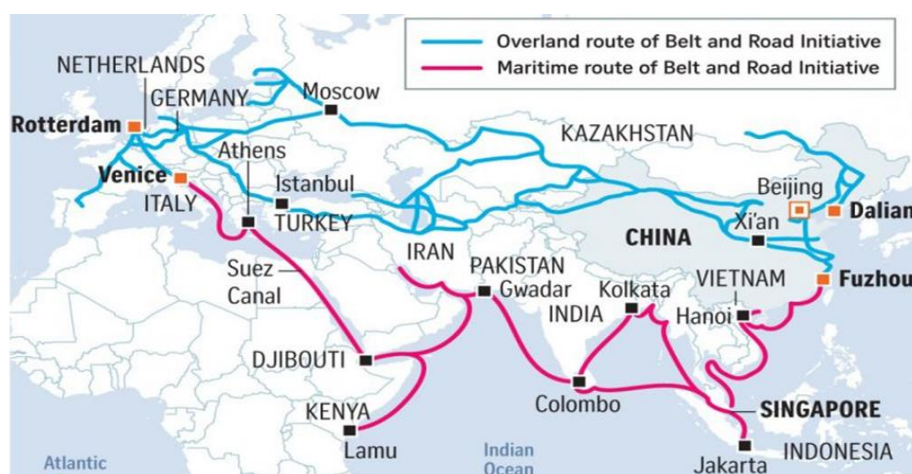 Overland route of Belt and Road Initiative
Maritime route of Belt and Road Initiative
NETHERLANDS
GERMANY
Moscow
Rotterdam
KAZAKHSTAN
Athens
Venice
Istanbul
Beijing
ITALY
TURKEY
Xi'an
Dalian
CHINA
IRAN
Suez
Canal
PAKISTAN
Gwadar
Kolkata
VIETNAM
Fuzhou
INDIA
Hanoi
DJIBOUTI
Colombo
KENYA
SINGAPORE
Lamu
Atlantic
Indian
Ocean
Jakarta
INDONESIA